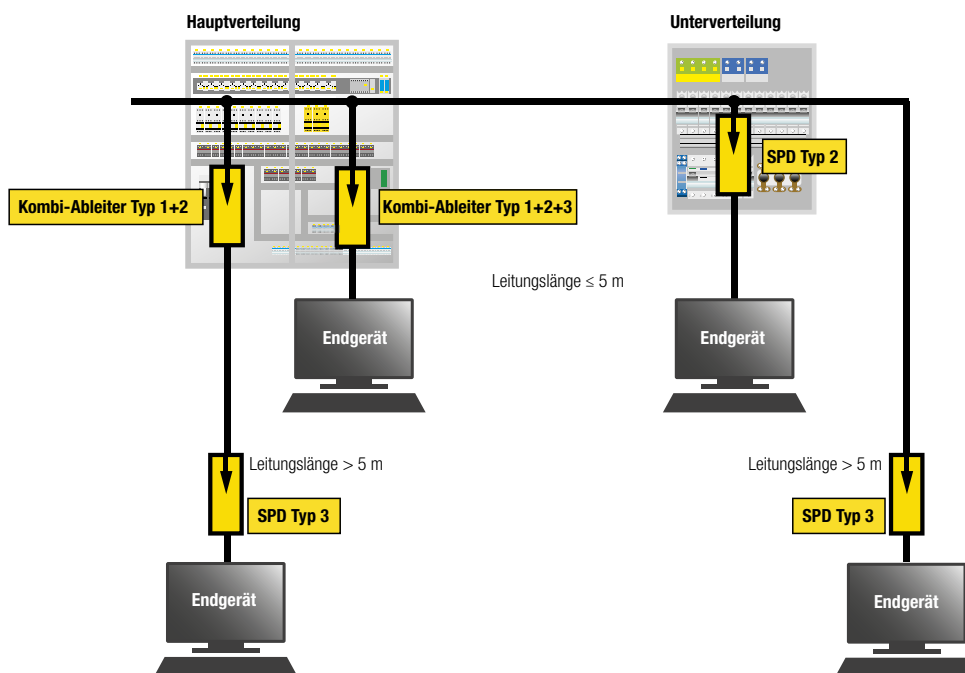 Hauptverteilung
Unterverteilung
SPD Typ 2
Kombi-Ableiter Typ 1+2
Kombi-Ableiter Typ 1+2+3
Leitungslänge ≤ 5 m
Endgerät
Endgerät
Leitungslänge > 5 m
Leitungslänge > 5 m
SPD Typ 3
SPD Typ 3
Endgerät
Endgerät